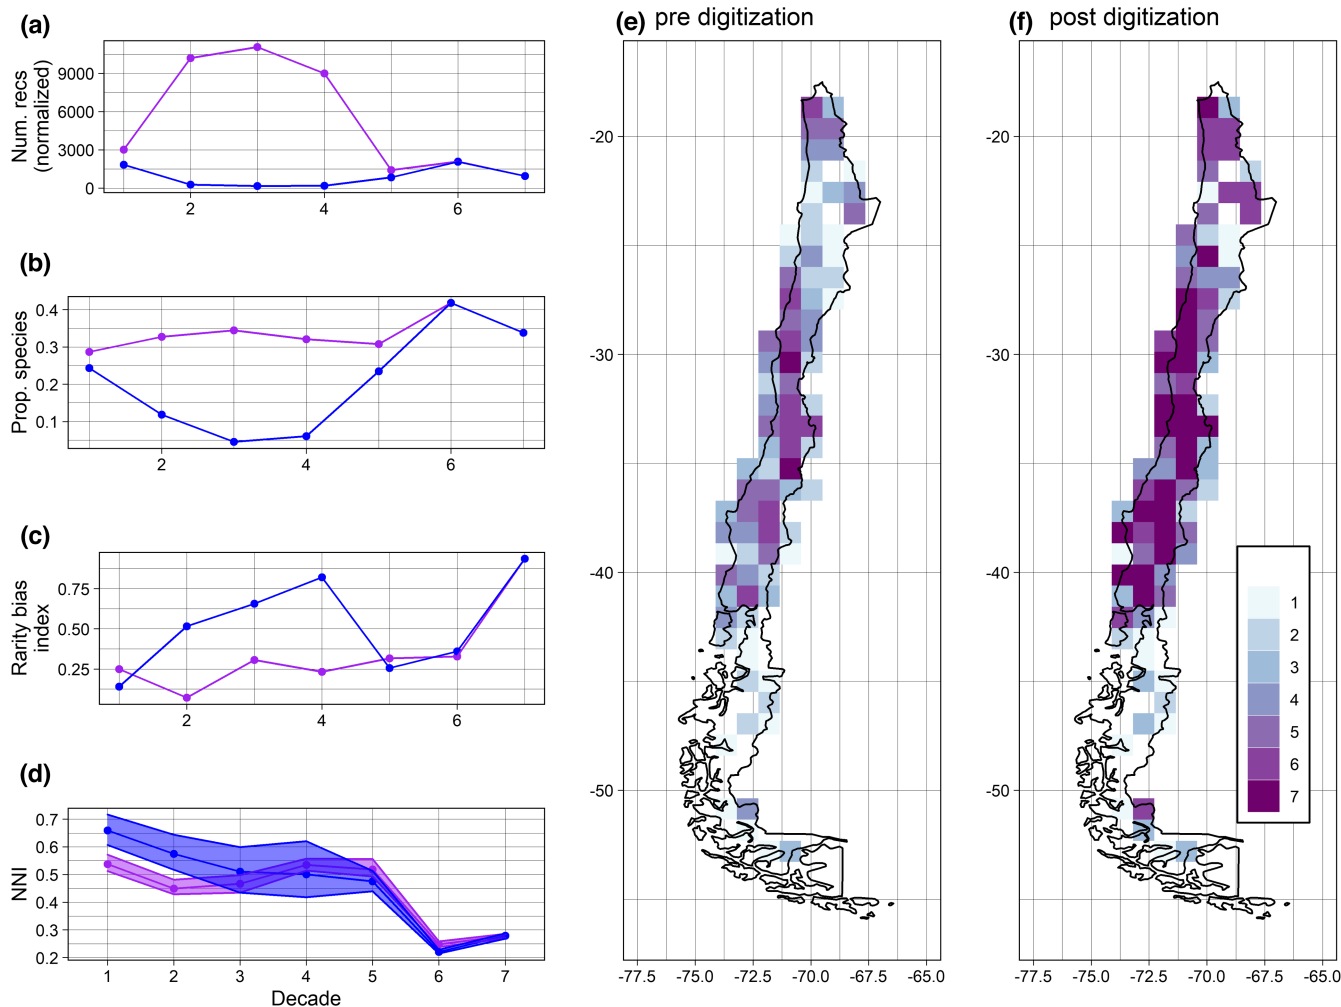 (a)
Num. recs
(normalized)
9000
6000
3000
0
2 4 6
(b)
Prop. species
0.4
0.3
0.2
0.1
2 4 6
(c)
Rarity bias
index
0.75
0.50
0.25
2 4 6
(d)
NNI
0.7
0.6
0.5
0.4
0.3
0.2
1 2 3 4 5 6 7
Decade
(e) pre digitization
-20
-30
-40
-50
-77.5 -75.0 -72.5 -70.0 -67.5 -65.0
(f) post digitization
-20
-30
-40
-50
-77.5 -75.0 -72.5 -70.0 -67.5 -65.0
1
2
3
4
5
6
7